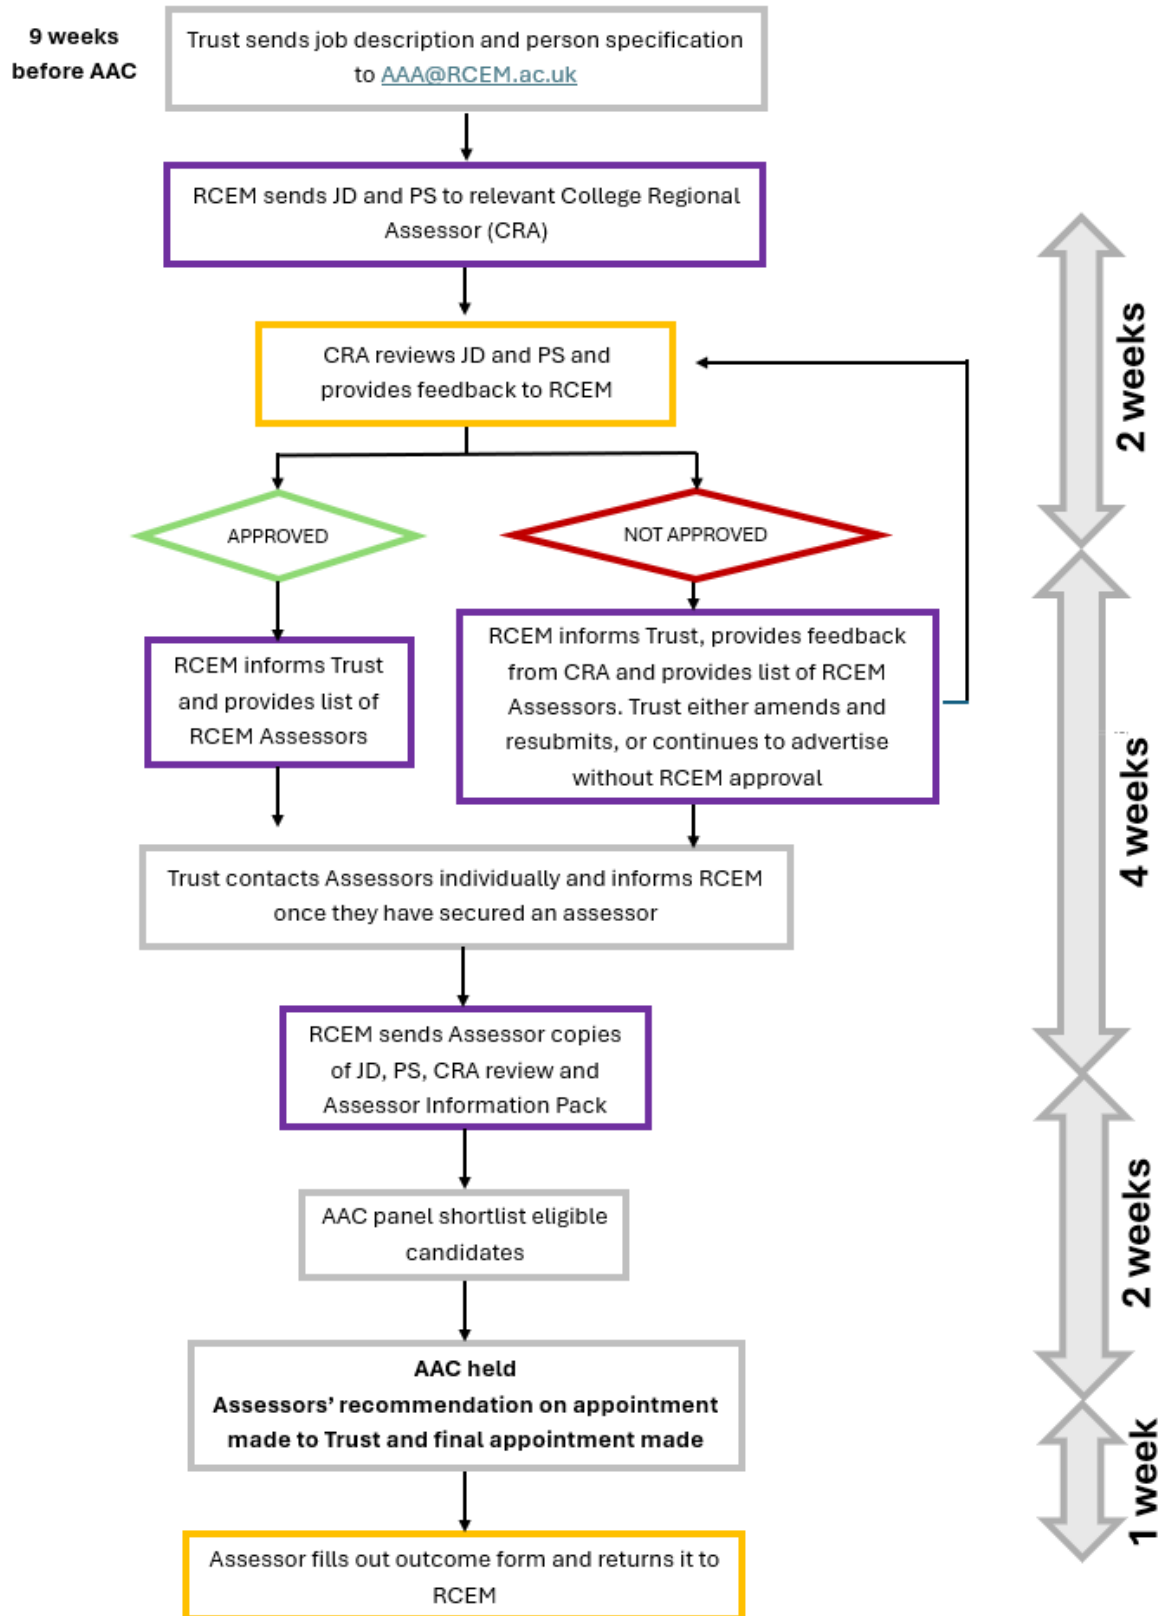 9 weeks
before AAC
Trust sends job description and person specification
to AAA@RCEM.ac.uk
RCEM sends JD and PS to relevant College Regional
Assessor (CRA)
CRA reviews JD and PS and
provides feedback to RCEM
2 weeks
APPROVED
NOT APPROVED
RCEM informs Trust
and provides list of
RCEM Assessors
RCEM informs Trust, provides feedback
from CRA and provides list of RCEM
Assessors. Trust either amends and
resubmits, or continues to advertise
without RCEM approval
4 weeks
Trust contacts Assessors individually and informs RCEM
once they have secured an assessor
RCEM sends Assessor copies
of JD, PS, CRA review and
Assessor Information Pack
AAC panel shortlist eligible
candidates
2 weeks
AAC held
Assessors’ recommendation on appointment
made to Trust and final appointment made
1 week
Assessor fills out outcome form and returns it to
RCEM